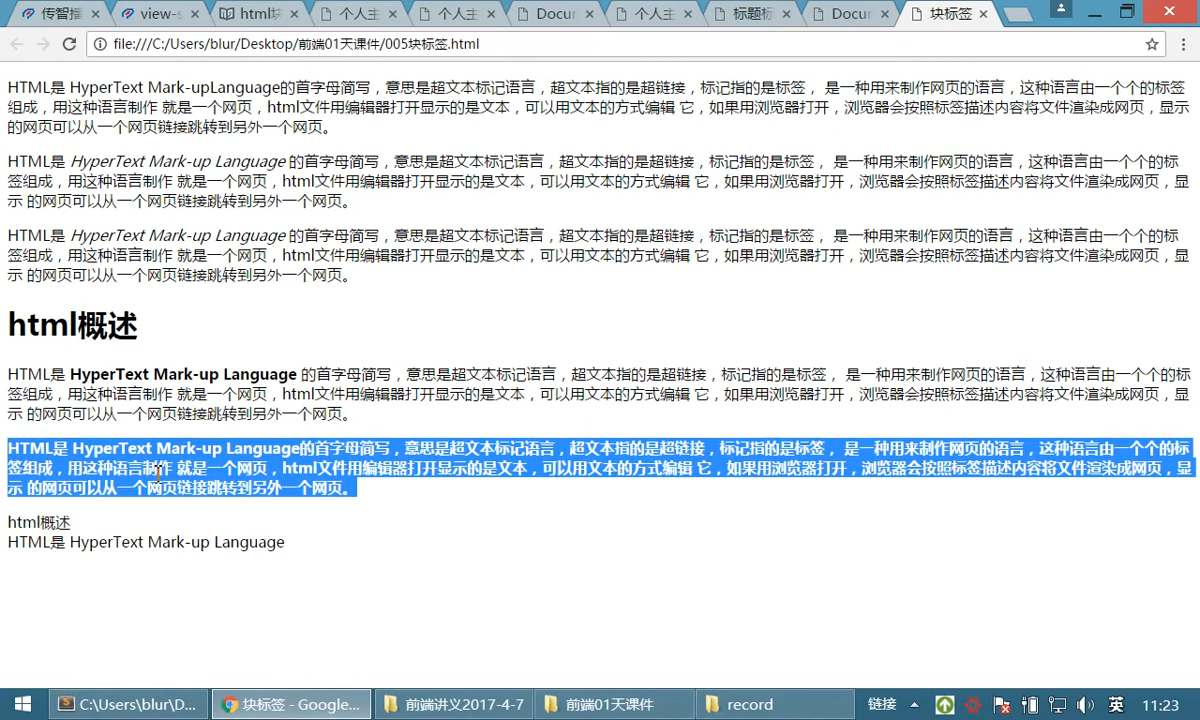 传智播
view-s
html块
个人主
个人主
Docu
个人主
标题标
Docu
块标签
file:///C:/Users/blur/Desktop/前端01天课件/005块标签.html
HTML是 HyperText Mark-upLanguage的首字母简写，意思是超文本标记语言，超文本指的是超链接，标记指的是标签， 是一种用来制作网页的语言，这种语言由一个个的标签
组成，用这种语言制作 就是一个网页，html文件用编辑器打开显示的是文本，可以用文本的方式编辑 它，如果用浏览器打开，浏览器会按照标签描述内容将文件渲染成网页，显示
的网页可以从一个网页链接跳转到另外一个网页。
HTML是 HyperText Mark-up Language 的首字母简写，意思是超文本标记语言，超文本指的是超链接，标记指的是标签， 是一种用来制作网页的语言，这种语言由一个个的标
签组成，用这种语言制作 就是一个网页，html文件用编辑器打开显示的是文本，可以用文本的方式编辑 它，如果用浏览器打开，浏览器会按照标签描述内容将文件渲染成网页，显
示 的网页可以从一个网页链接跳转到另外一个网页。
HTML是 HyperText Mark-up Language 的首字母简写，意思是超文本标记语言，超文本指的是超链接，标记指的是标签， 是一种用来制作网页的语言，这种语言由一个个的标
签组成，用这种语言制作 就是一个网页，html文件用编辑器打开显示的是文本，可以用文本的方式编辑 它，如果用浏览器打开，浏览器会按照标签描述内容将文件渲染成网页，显
示 的网页可以从一个网页链接跳转到另外一个网页。
html概述
HTML是 HyperText Mark-up Language 的首字母简写，意思是超文本标记语言，超文本指的是超链接，标记指的是标签， 是一种用来制作网页的语言，这种语言由一个个的标
签组成，用这种语言制作 就是一个网页，html文件用编辑器打开显示的是文本，可以用文本的方式编辑 它，如果用浏览器打开，浏览器会按照标签描述内容将文件渲染成网页，显
示 的网页可以从一个网页链接跳转到另外一个网页。
HTML是 HyperText Mark-up Language的首字母简写，意思是超文本标记语言，超文本指的是超链接，标记指的是标签， 是一种用来制作网页的语言，这种语言由一个个的标
签组成，用这种语言制作 就是一个网页，html文件用编辑器打开显示的是文本，可以用文本的方式编辑 它，如果用浏览器打开，浏览器会按照标签描述内容将文件渲染成网页，显
示 的网页可以从一个网页链接跳转到另外一个网页。
html概述
HTML是 HyperText Mark-up Language
C:\Users\blur\D...
块标签 - Google...
前端讲义2017-4-7
前端01天课件
record
链接
英
11:23